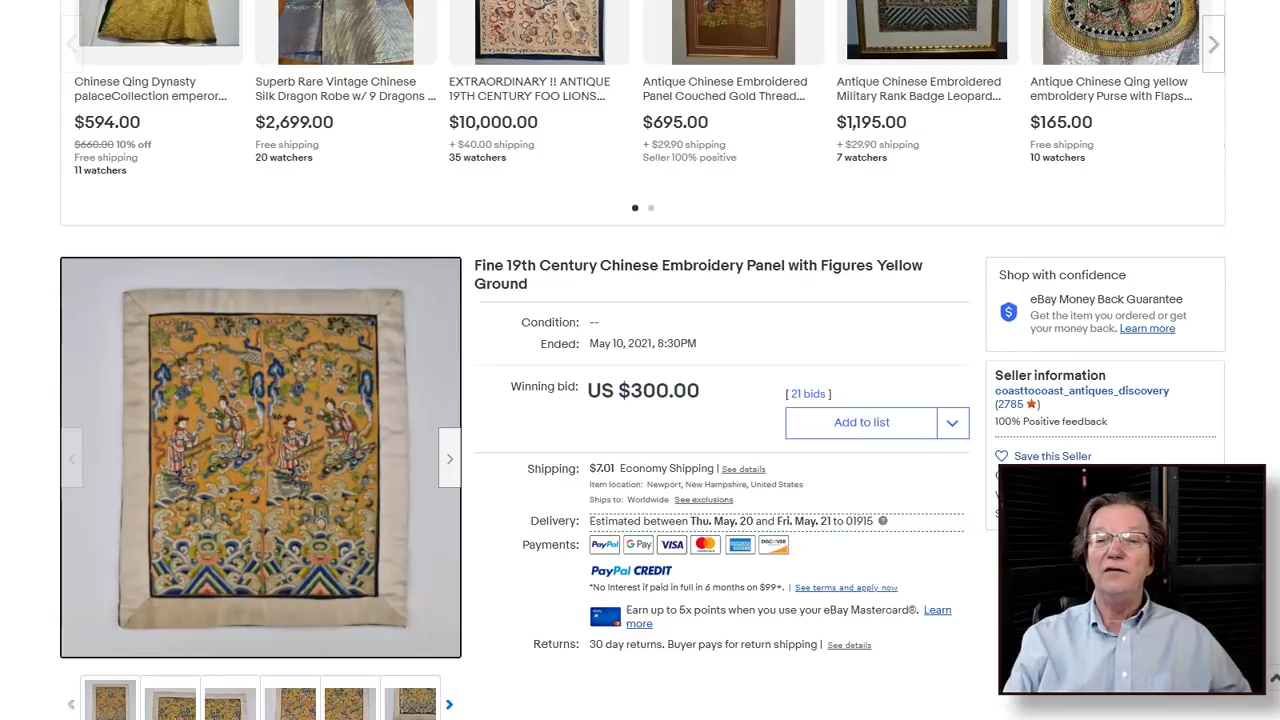 Chinese Qing Dynasty
palaceCollection emperor...
$594.00
$660.00 10% off
Free shipping
11 watchers
Superb Rare Vintage Chinese
Silk Dragon Robe w/ 9 Dragons ...
$2,699.00
Free shipping
20 watchers
EXTRAORDINARY !! ANTIQUE
19TH CENTURY FOO LIONS...
$10,000.00
+ $40.00 shipping
35 watchers
Antique Chinese Embroidered
Panel Couched Gold Thread...
$695.00
+ $29.90 shipping
Seller 100% positive
Antique Chinese Embroidered
Military Rank Badge Leopard...
$1,195.00
+ $29.90 shipping
7 watchers
Antique Chinese Qing yellow
embroidery Purse with Flaps...
$165.00
Free shipping
10 watchers
Fine 19th Century Chinese Embroidery Panel with Figures Yellow
Ground
Condition: --
Ended: May 10, 2021, 8:30PM
Winning bid: US $300.00
[ 21 bids ]
Add to list
Shipping: $7.01 Economy Shipping | See details
Item location: Newport, New Hampshire, United States
Ships to: Worldwide See exclusions
Delivery: Estimated between Thu. May. 20 and Fri. May. 21 to 01915
Payments: PayPal G Pay VISA DISCOVER
PayPal CREDIT
*No Interest if paid in full in 6 months on $99+. | See terms and apply now
Earn up to 5x points when you use your eBay Mastercard®. Learn
more
Returns: 30 day returns. Buyer pays for return shipping | See details
Shop with confidence
eBay Money Back Guarantee
Get the item you ordered or get
your money back. Learn more
Seller information
coasttocoast_antiques_discovery
(2785)
100% Positive feedback
Save this Seller